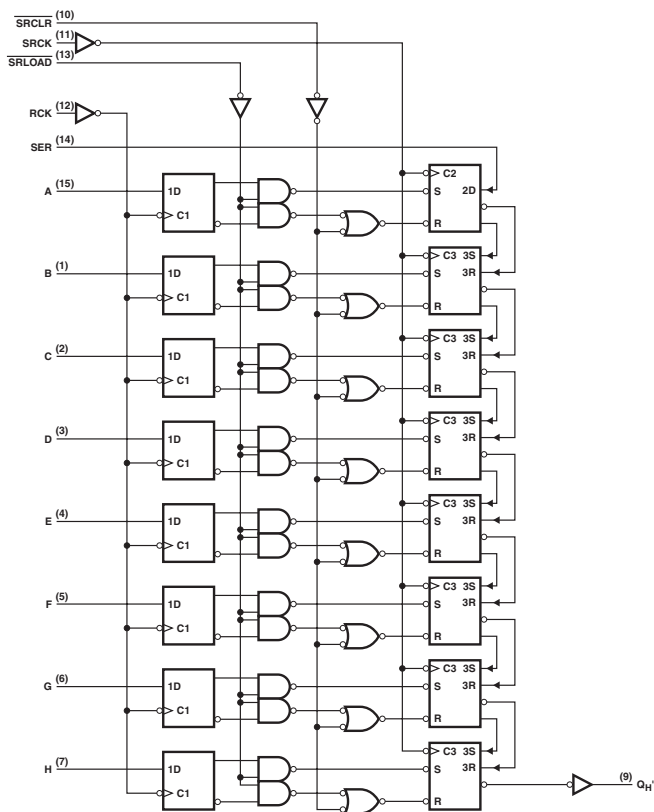 SRCLR (10)
SRCK (11)
SRLOAD (13)
RCK (12)
SER (14)
C2
2D
A (15)
1D
S
C1
R
C3 3S
B (1)
1D
S
3R
C1
R
C3 3S
C (2)
1D
S
3R
C1
R
C3 3S
D (3)
1D
S
3R
C1
R
C3 3S
E (4)
1D
S
3R
C1
R
C3 3S
F (5)
1D
S
3R
C1
R
C3 3S
G (6)
1D
S
3R
C1
R
C3 3S
H (7)
1D
S
3R
(9) QH'
C1
R